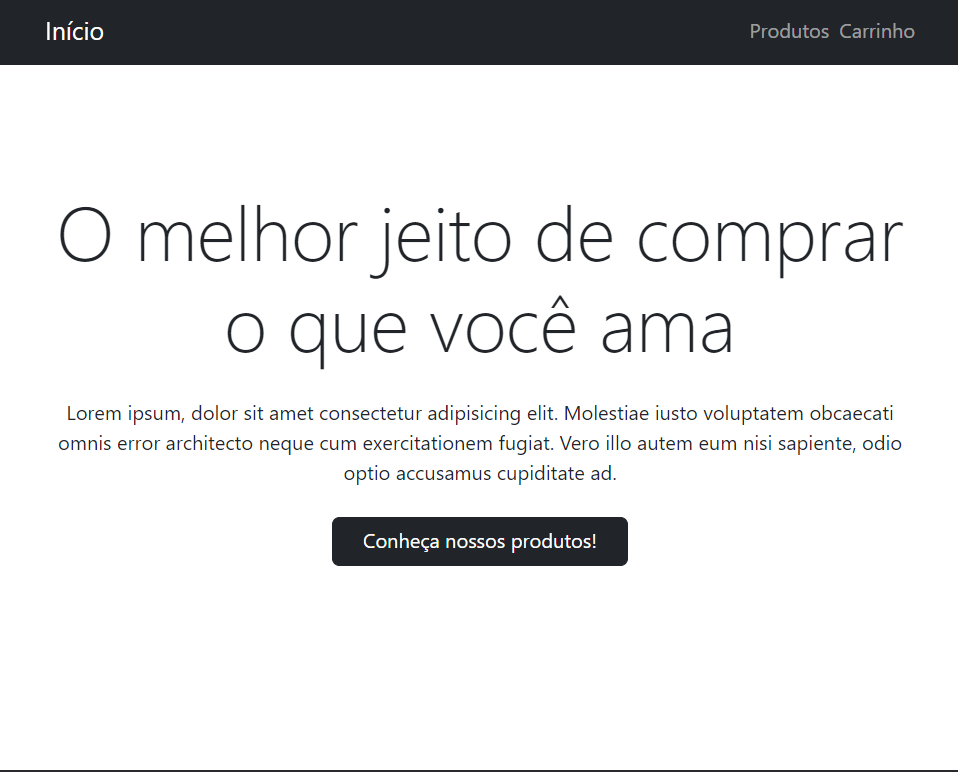 Início
Produtos Carrinho
O melhor jeito de comprar
o que você ama
Lorem ipsum, dolor sit amet consectetur adipisicing elit. Molestiae iusto voluptatem obcaecati
omnis error architecto neque cum exercitationem fugiat. Vero illo autem eum nisi sapiente, odio
optio accusamus cupiditate ad.
Conheça nossos produtos!